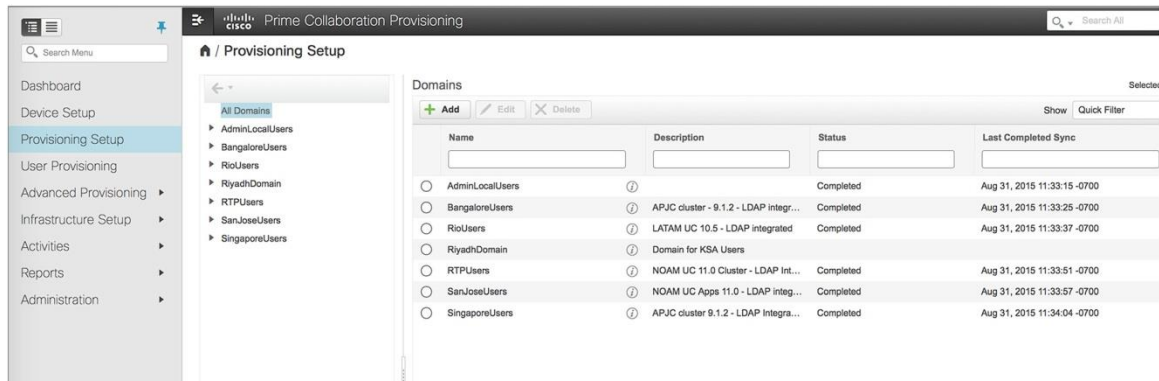 cisco Prime Collaboration Provisioning
Search All
Search Menu
Dashboard
Device Setup
Provisioning Setup
User Provisioning
Advanced Provisioning
Infrastructure Setup
Activities
Reports
Administration
/ Provisioning Setup
All Domains
AdminLocalUsers
BangaloreUsers
RioUsers
RiyadhDomain
RTPUsers
SanJoseUsers
SingaporeUsers
Domains
Selected
Add Edit Delete Show Quick Filter
Name Description Status Last Completed Sync
AdminLocalUsers Completed Aug 31, 2015 11:33:15 -0700
BangaloreUsers APJC cluster - 9.1.2 - LDAP integr... Completed Aug 31, 2015 11:33:25 -0700
RioUsers LATAM UC 10.5 - LDAP integrated Completed Aug 31, 2015 11:33:37 -0700
RiyadhDomain Domain for KSA Users
RTPUsers NOAM UC 11.0 Cluster - LDAP Int... Completed Aug 31, 2015 11:33:51 -0700
SanJoseUsers NOAM UC Apps 11.0 - LDAP integ... Completed Aug 31, 2015 11:33:57 -0700
SingaporeUsers APJC cluster 9.1.2 - LDAP Integra... Completed Aug 31, 2015 11:34:04 -0700